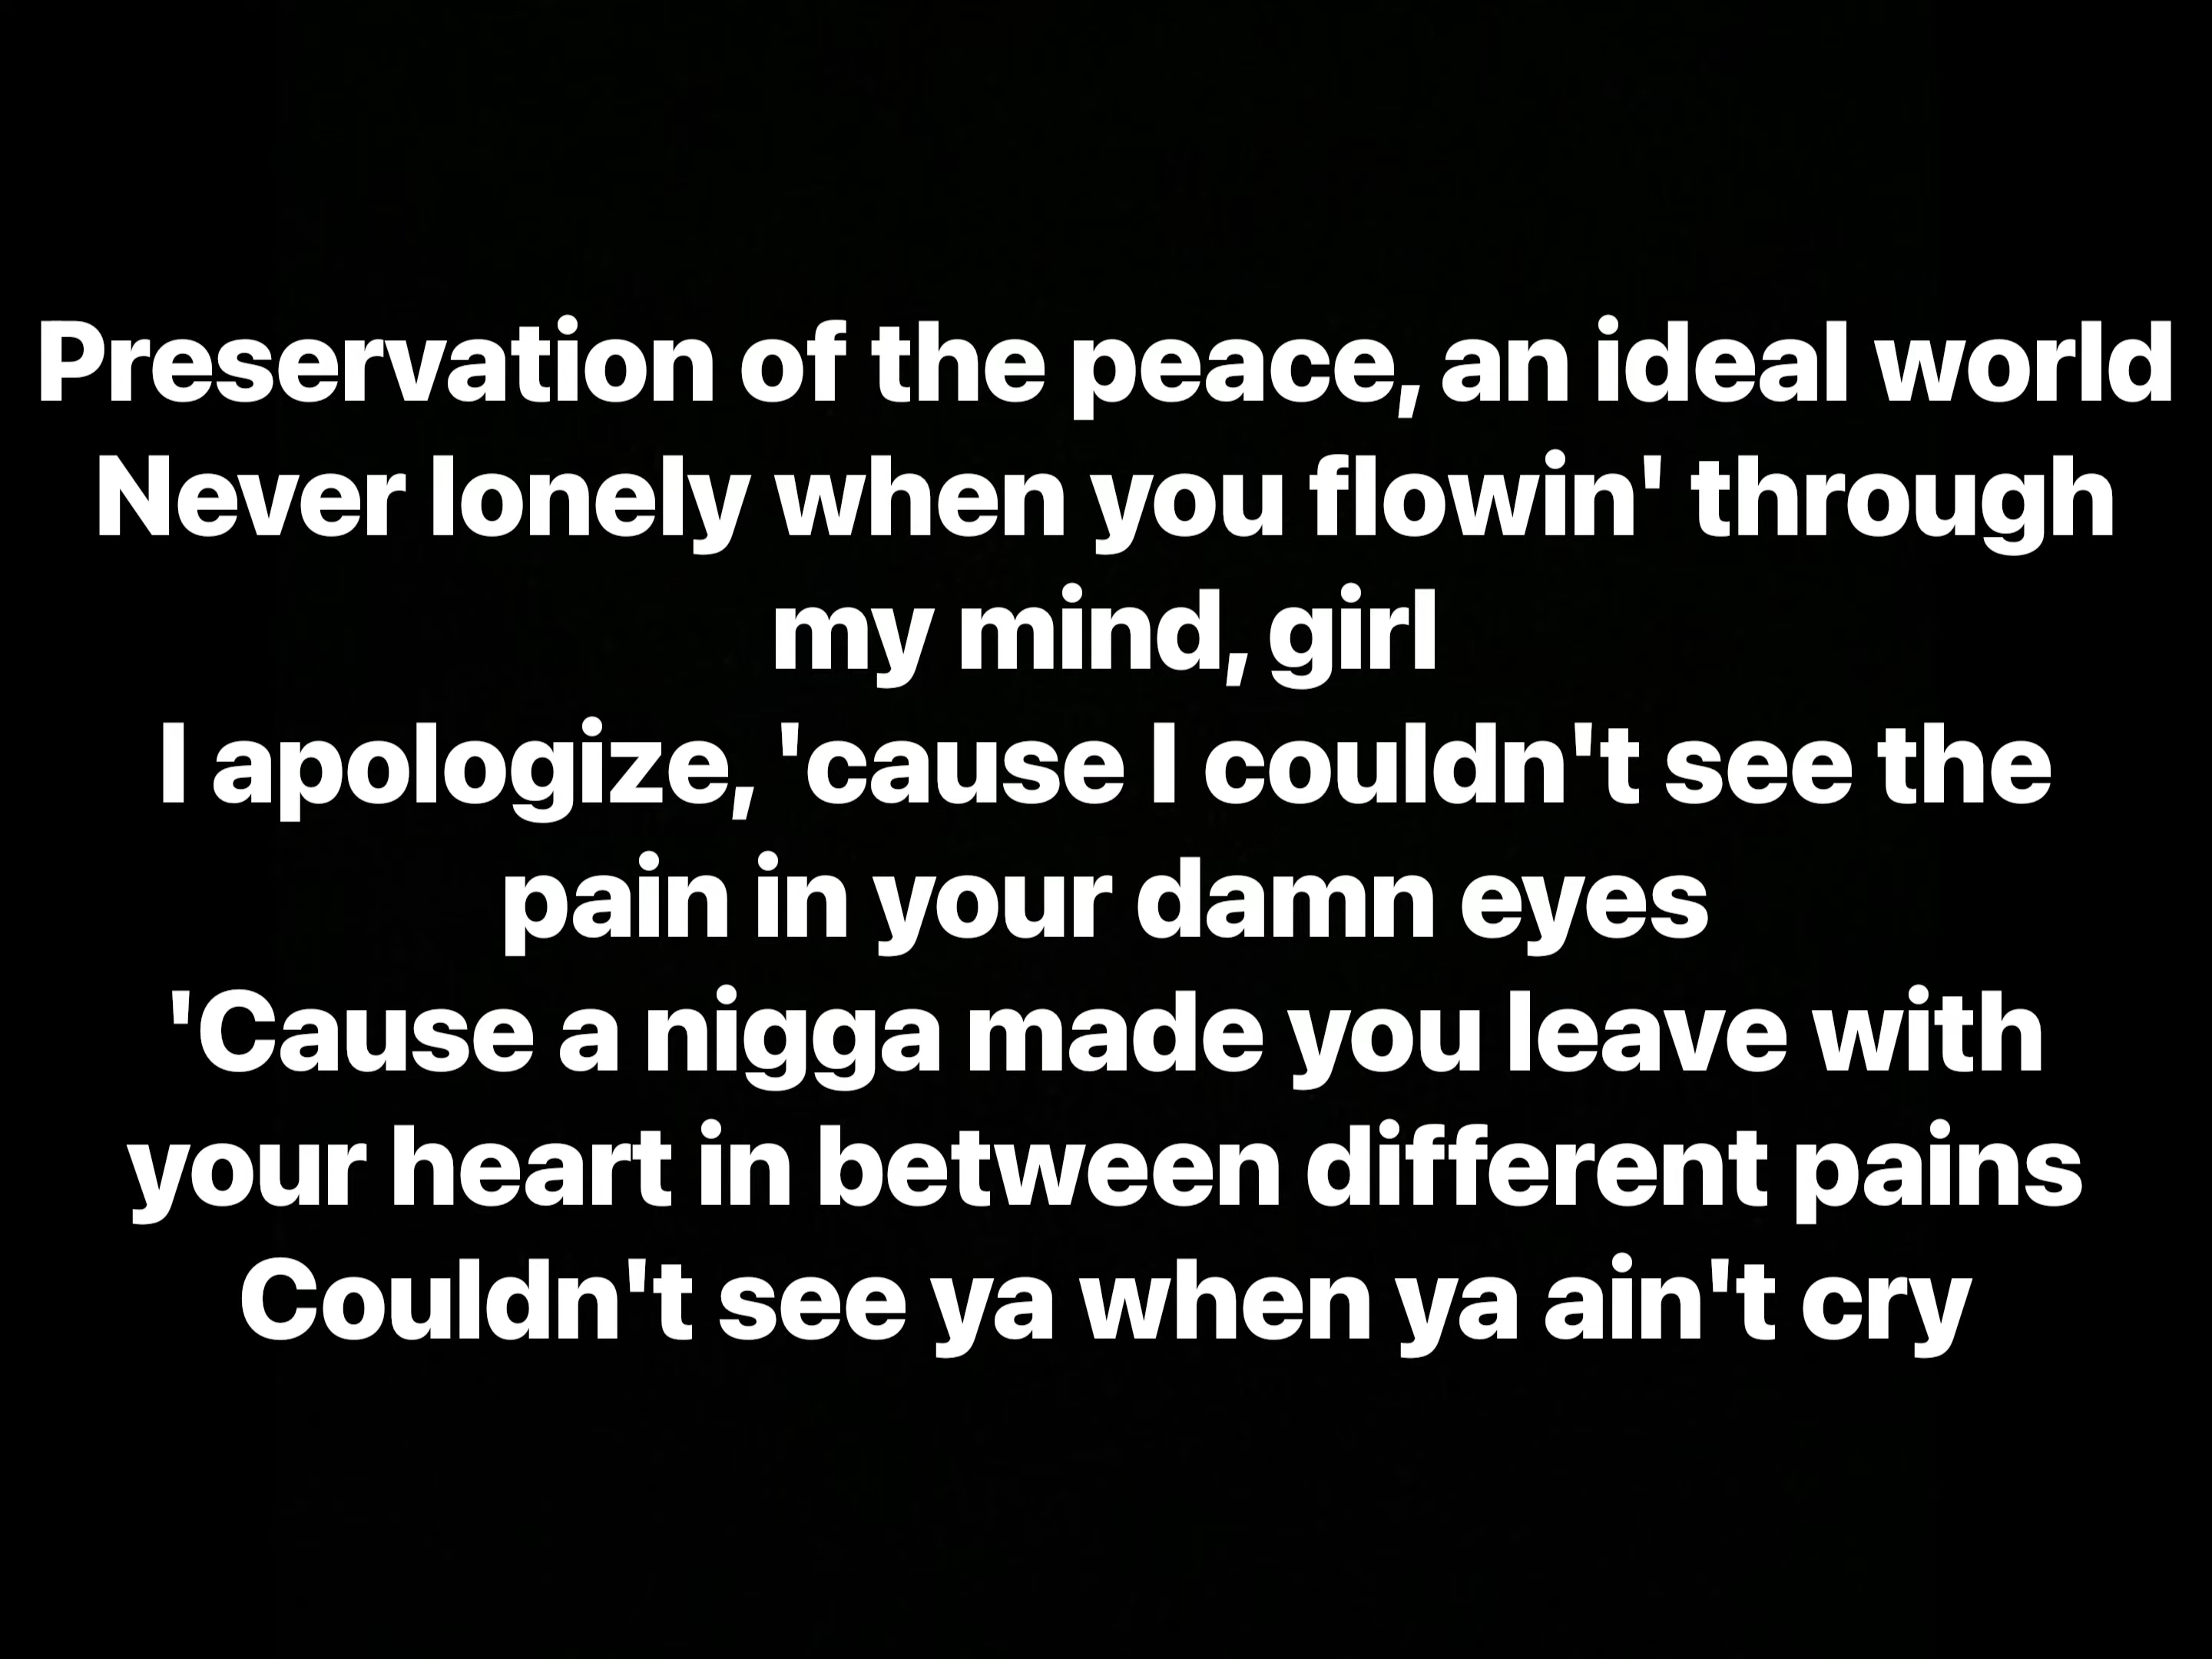 Preservation of the peace, an ideal world
Never lonely when you flowin' through
my mind, girl
I apologize, 'cause I couldn't see the
pain in your damn eyes
'Cause a nigga made you leave with
your heart in between different pains
Couldn't see ya when ya ain't cry